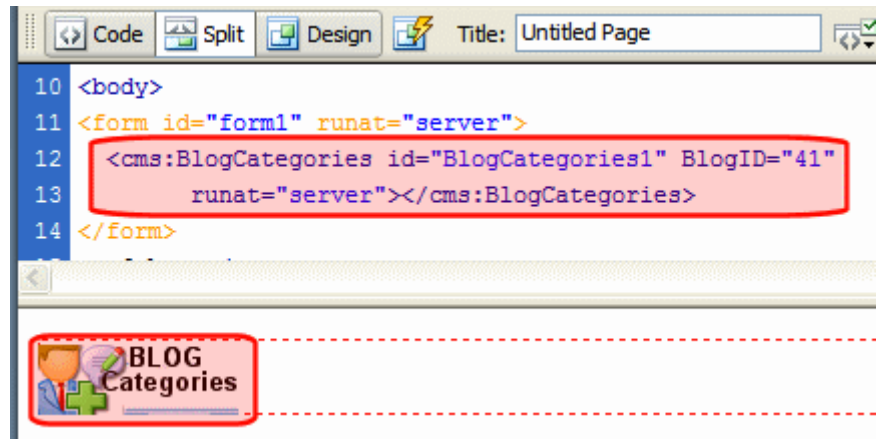 Code Split Design Title: Untitled Page
10 <body>
11 <form id="form1" runat="server">
12 <cms:BlogCategories id="BlogCategories1" BlogID="41"
13 runat="server"></cms:BlogCategories>
14 </form>
BLOG
Categories